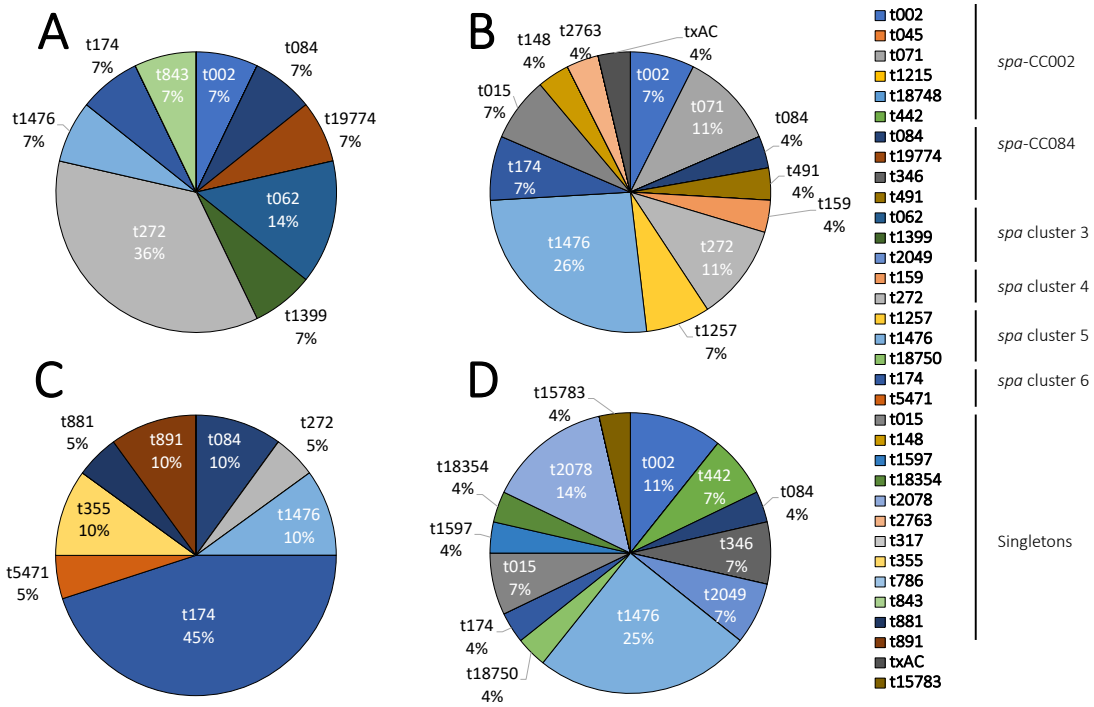 A
t002
7%
t084
7%
t19774
7%
t062
14%
t1399
7%
t272
36%
t1476
7%
t174
7%
t843
7%
B
t002
7%
t071
11%
t084
4%
t491
4%
t159
4%
t272
11%
t1257
7%
t1476
26%
t174
7%
t015
7%
t148
4%
t2763
4%
txAC
4%
C
t084
10%
t272
5%
t1476
10%
t174
45%
t5471
5%
t355
10%
t881
5%
t891
10%
D
t002
11%
t442
7%
t084
4%
t346
7%
t2049
7%
t1476
25%
t18750
4%
t174
4%
t015
7%
t1597
4%
t18354
4%
t2078
14%
t15783
4%
t002
t045
t071
t1215
t18748
t442
t084
t19774
t346
t491
t062
t1399
t2049
t159
t272
t1257
t1476
t18750
t174
t5471
t015
t148
t1597
t18354
t2078
t2763
t317
t355
t786
t843
t881
t891
txAC
t15783
spa-CC002
spa-CC084
spa cluster 3
spa cluster 4
spa cluster 5
spa cluster 6
Singletons